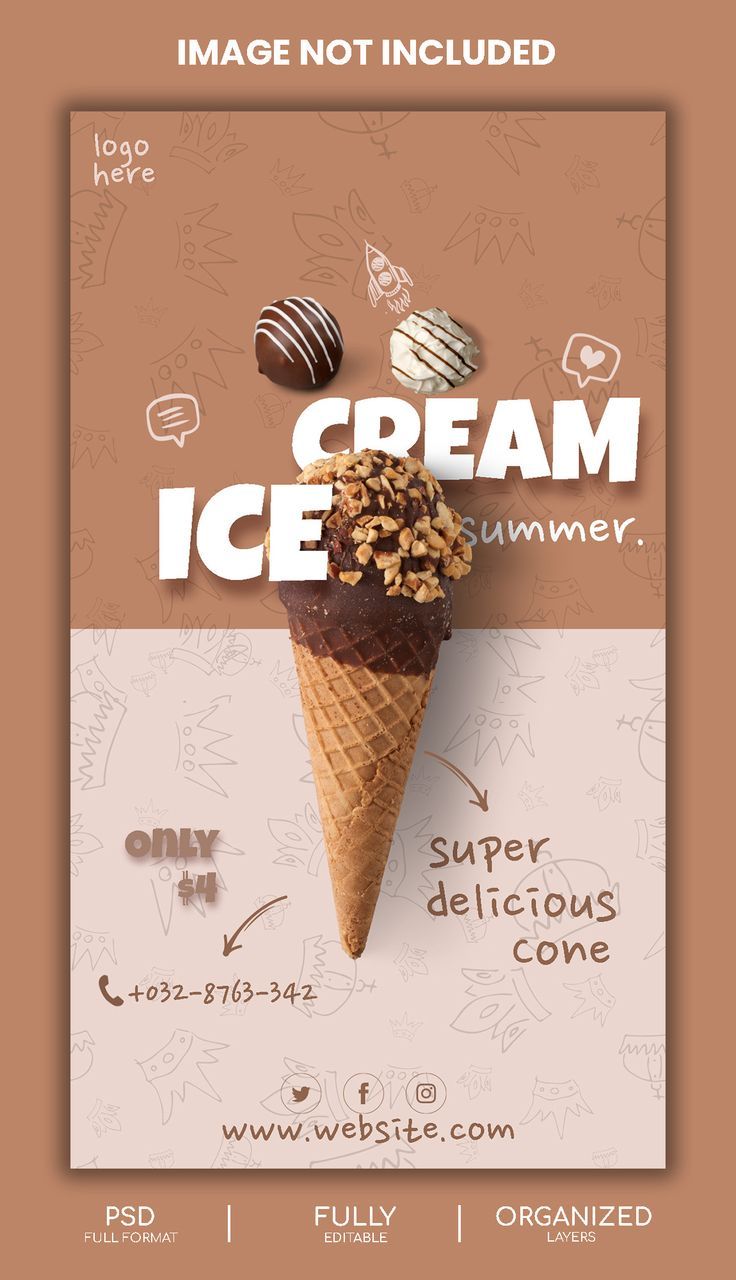 IMAGE NOT INCLUDED
logo
here
CREAM
ICE
summer.
only
$4
super
delicious
cone
+032-8763-342
www.website.com
PSD
FULL FORMAT
FULLY
EDITABLE
ORGANIZED
LAYERS